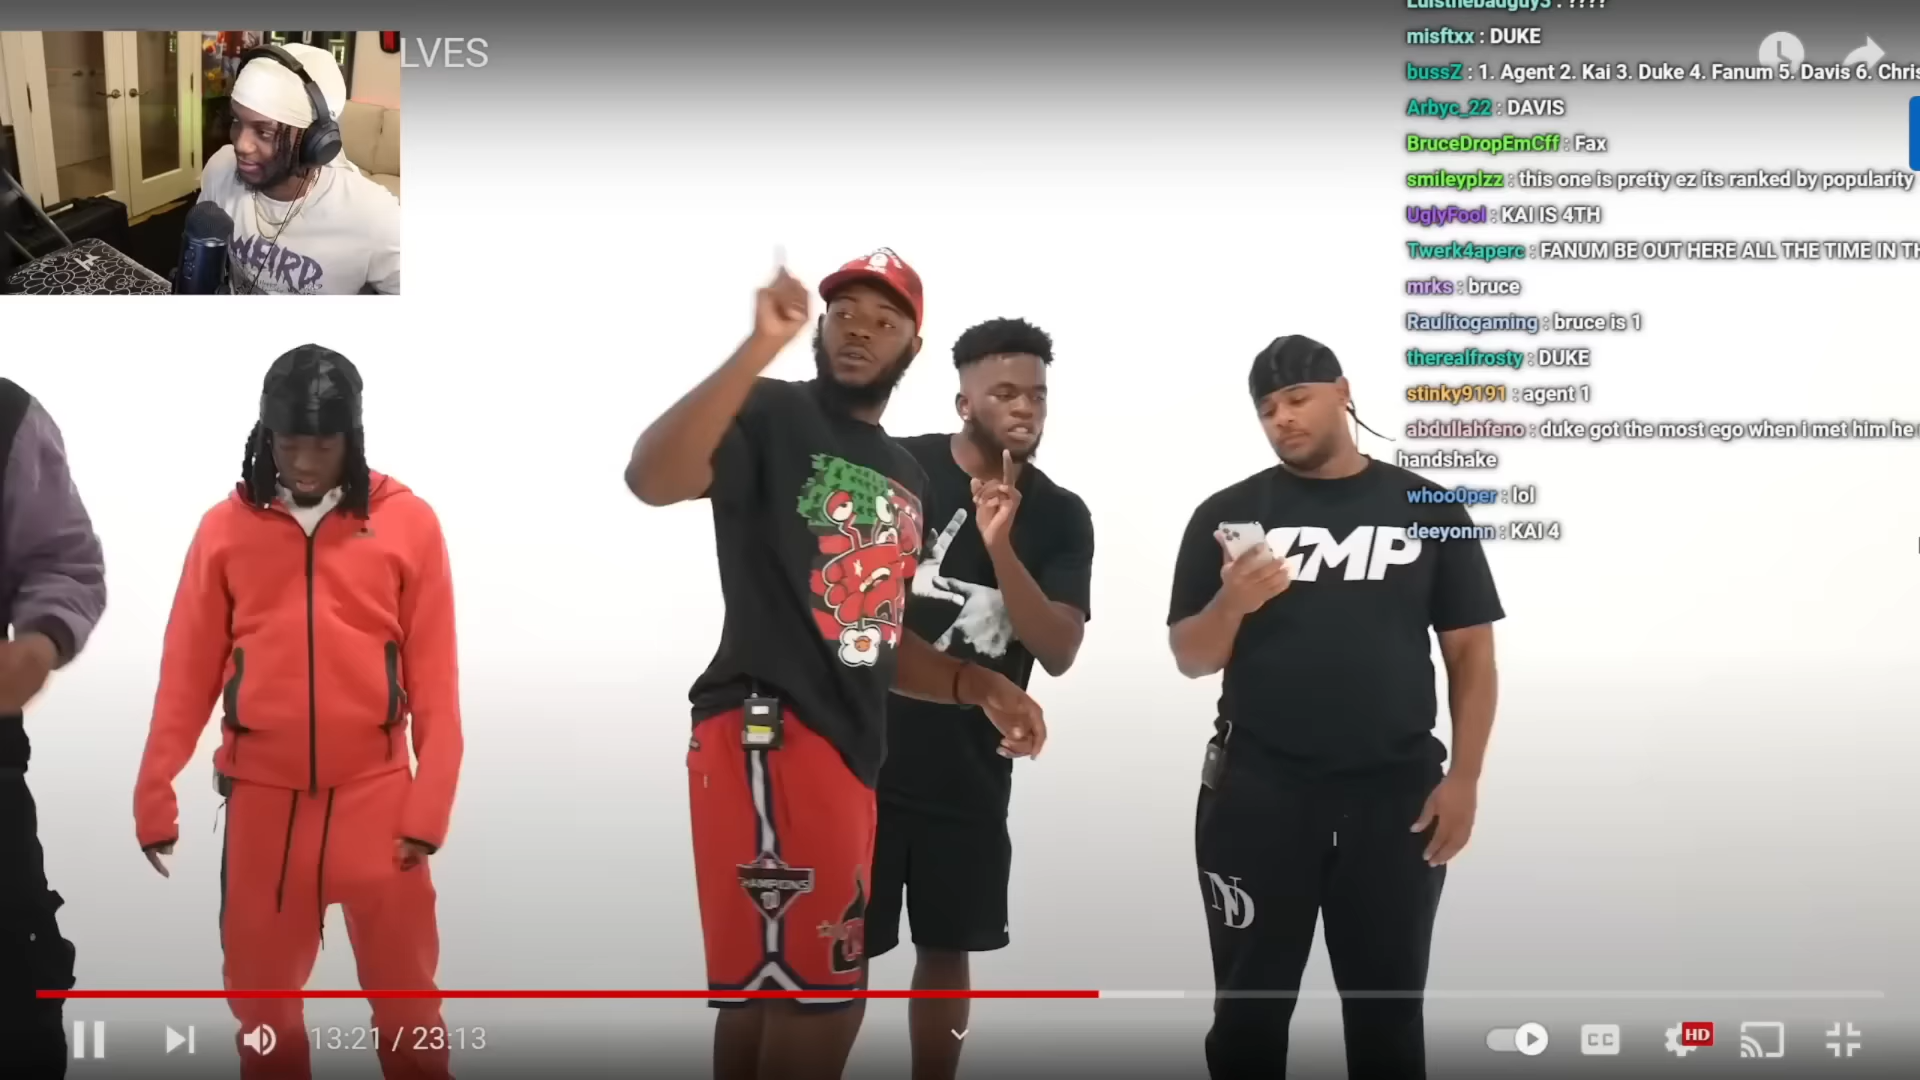 LVES
Luisthebadguy3 : ????
misftxx : DUKE
bussZ : 1. Agent 2. Kai 3. Duke 4. Fanum 5. Davis 6. Chris
Arbyc_22 : DAVIS
BruceDropEmCff : Fax
smileyplzz : this one is pretty ez its ranked by popularity
UglyFool : KAI IS 4TH
Twerk4aperc : FANUM BE OUT HERE ALL THE TIME IN TH
mrks : bruce
Raulitogaming : bruce is 1
therealfrosty : DUKE
stinky9191 : agent 1
abdullahfeno : duke got the most ego when i met him he
handshake
whoo0per : lol
deeyonnn : KAI 4
WEIRD
AMP
CHAMPIONS
ND
13:21 / 23:13
CC
HD